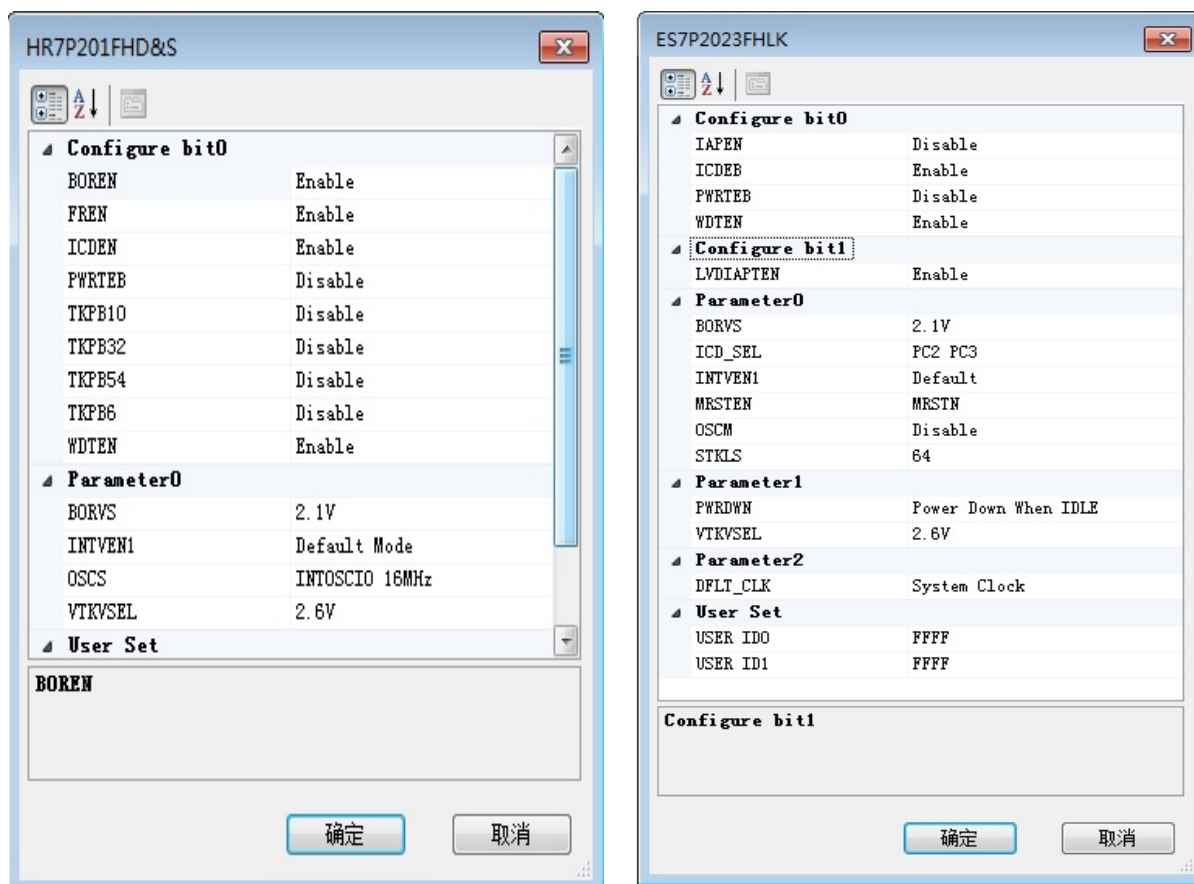 HR7P201FHD&S
Configure bit0
BOREN Enable
FREN Enable
ICDEN Enable
PWRTEB Disable
TKPB10 Disable
TKPB32 Disable
TKPB54 Disable
TKPB6 Disable
WDTEN Enable
Parameter0
BORVS 2.1V
INTVEN1 Default Mode
OSCS INTOSCIO 16MHz
VTKVSEL 2.6V
User Set
BOREN
确定 取消
ES7P2023FHLK
Configure bit0
IAPEN Disable
ICDEB Enable
PWRTEB Disable
WDTEN Enable
Configure bit1
LVDIAPTEN Enable
Parameter0
BORVS 2.1V
ICD_SEL PC2 PC3
INTVEN1 Default
MRSTEN MRSTN
OSCM Disable
STKLS 64
Parameter1
PWRDWN Power Down When IDLE
VTKVSEL 2.6V
Parameter2
DFLT_CLK System Clock
User Set
USER ID0 FFFF
USER ID1 FFFF
Configure bit1
确定 取消